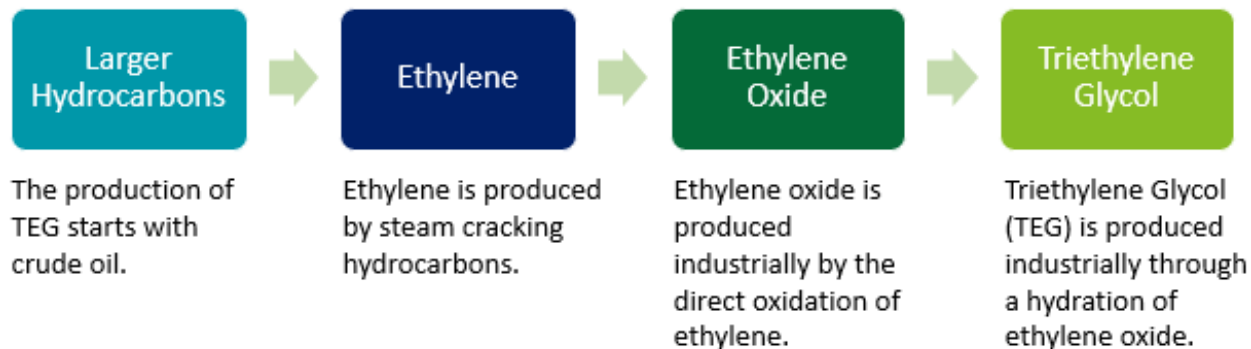 Larger
Hydrocarbons
Ethylene
Ethylene
Oxide
Triethylene
Glycol
The production of
TEG starts with
crude oil.
Ethylene is produced
by steam cracking
hydrocarbons.
Ethylene oxide is
produced
industrially by the
direct oxidation of
ethylene.
Triethylene Glycol
(TEG) is produced
industrially through
a hydration of
ethylene oxide.